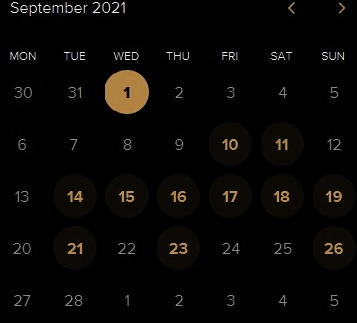 September 2021
MON TUE WED THU FRI SAT SUN
30 31 1 2 3 4 5
6 7 8 9 10 11 12
13 14 15 16 17 18 19
20 21 22 23 24 25 26
27 28 1 2 3 4 5